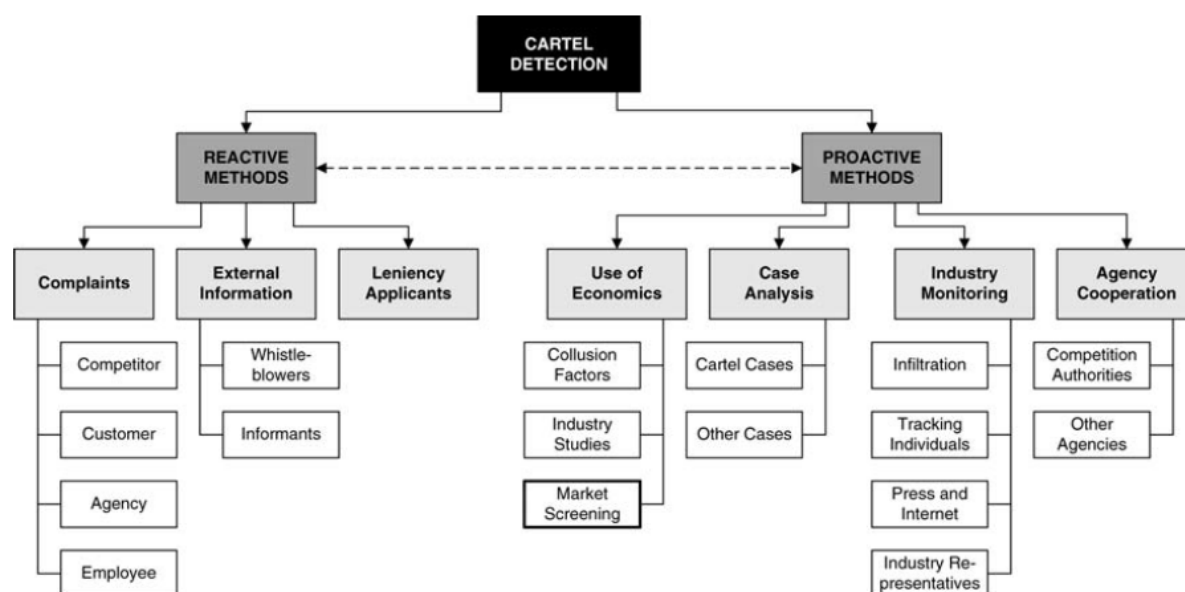 CARTEL
DETECTION
REACTIVE
METHODS
PROACTIVE
METHODS
Complaints
External
Information
Leniency
Applicants
Use of
Economics
Case
Analysis
Industry
Monitoring
Agency
Cooperation
Competitor
Whistle-
blowers
Collusion
Factors
Cartel Cases
Infiltration
Competition
Authorities
Customer
Informants
Industry
Studies
Other Cases
Tracking
Individuals
Other
Agencies
Agency
Market
Screening
Press and
Internet
Employee
Industry Re-
presentatives